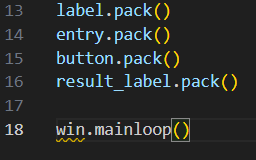 13 label.pack()
14 entry.pack()
15 button.pack()
16 result_label.pack()
17
18 win.mainloop()